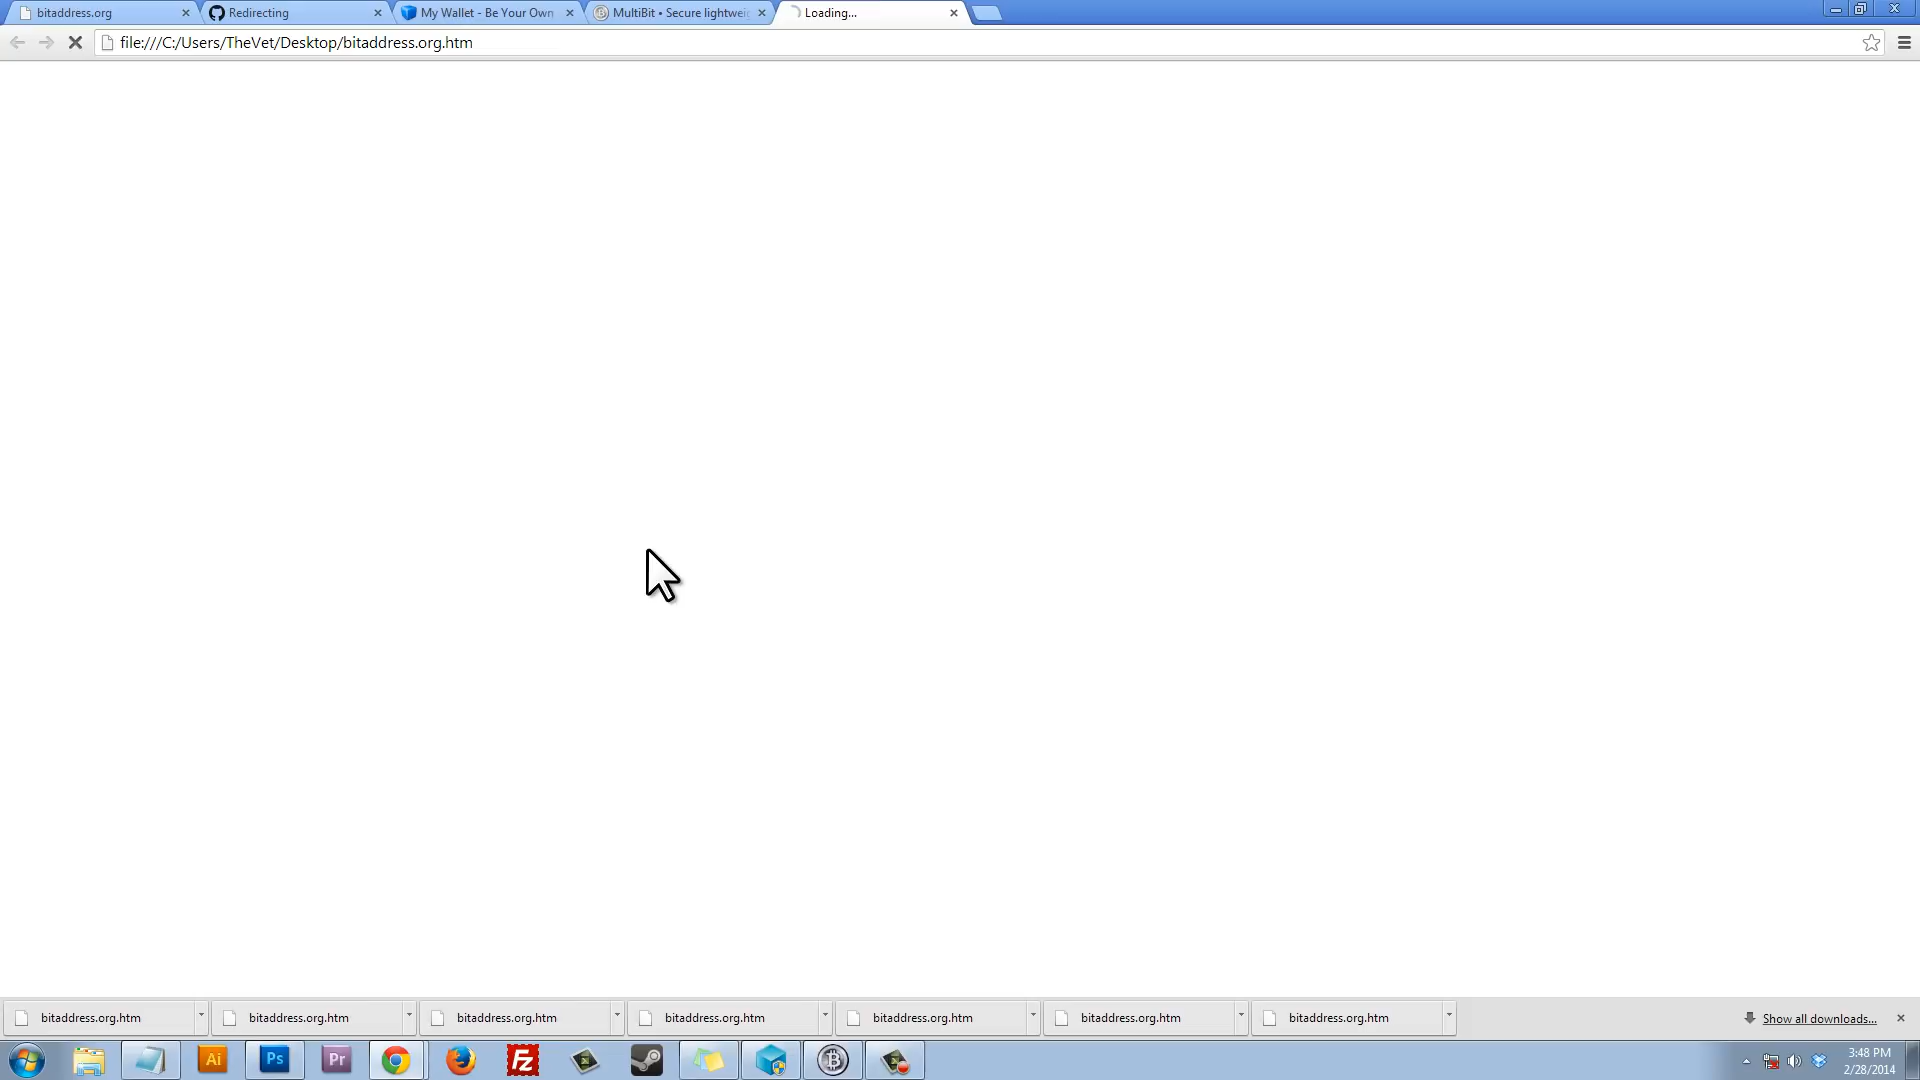 bitaddress.org
Redirecting
My Wallet - Be Your Own
MultiBit • Secure lightweig
Loading...
file:///C:/Users/TheVet/Desktop/bitaddress.org.htm
bitaddress.org.htm
bitaddress.org.htm
bitaddress.org.htm
bitaddress.org.htm
bitaddress.org.htm
bitaddress.org.htm
bitaddress.org.htm
Show all downloads...
Ai
Ps
Pr
Fz
3:48 PM
2/28/2014